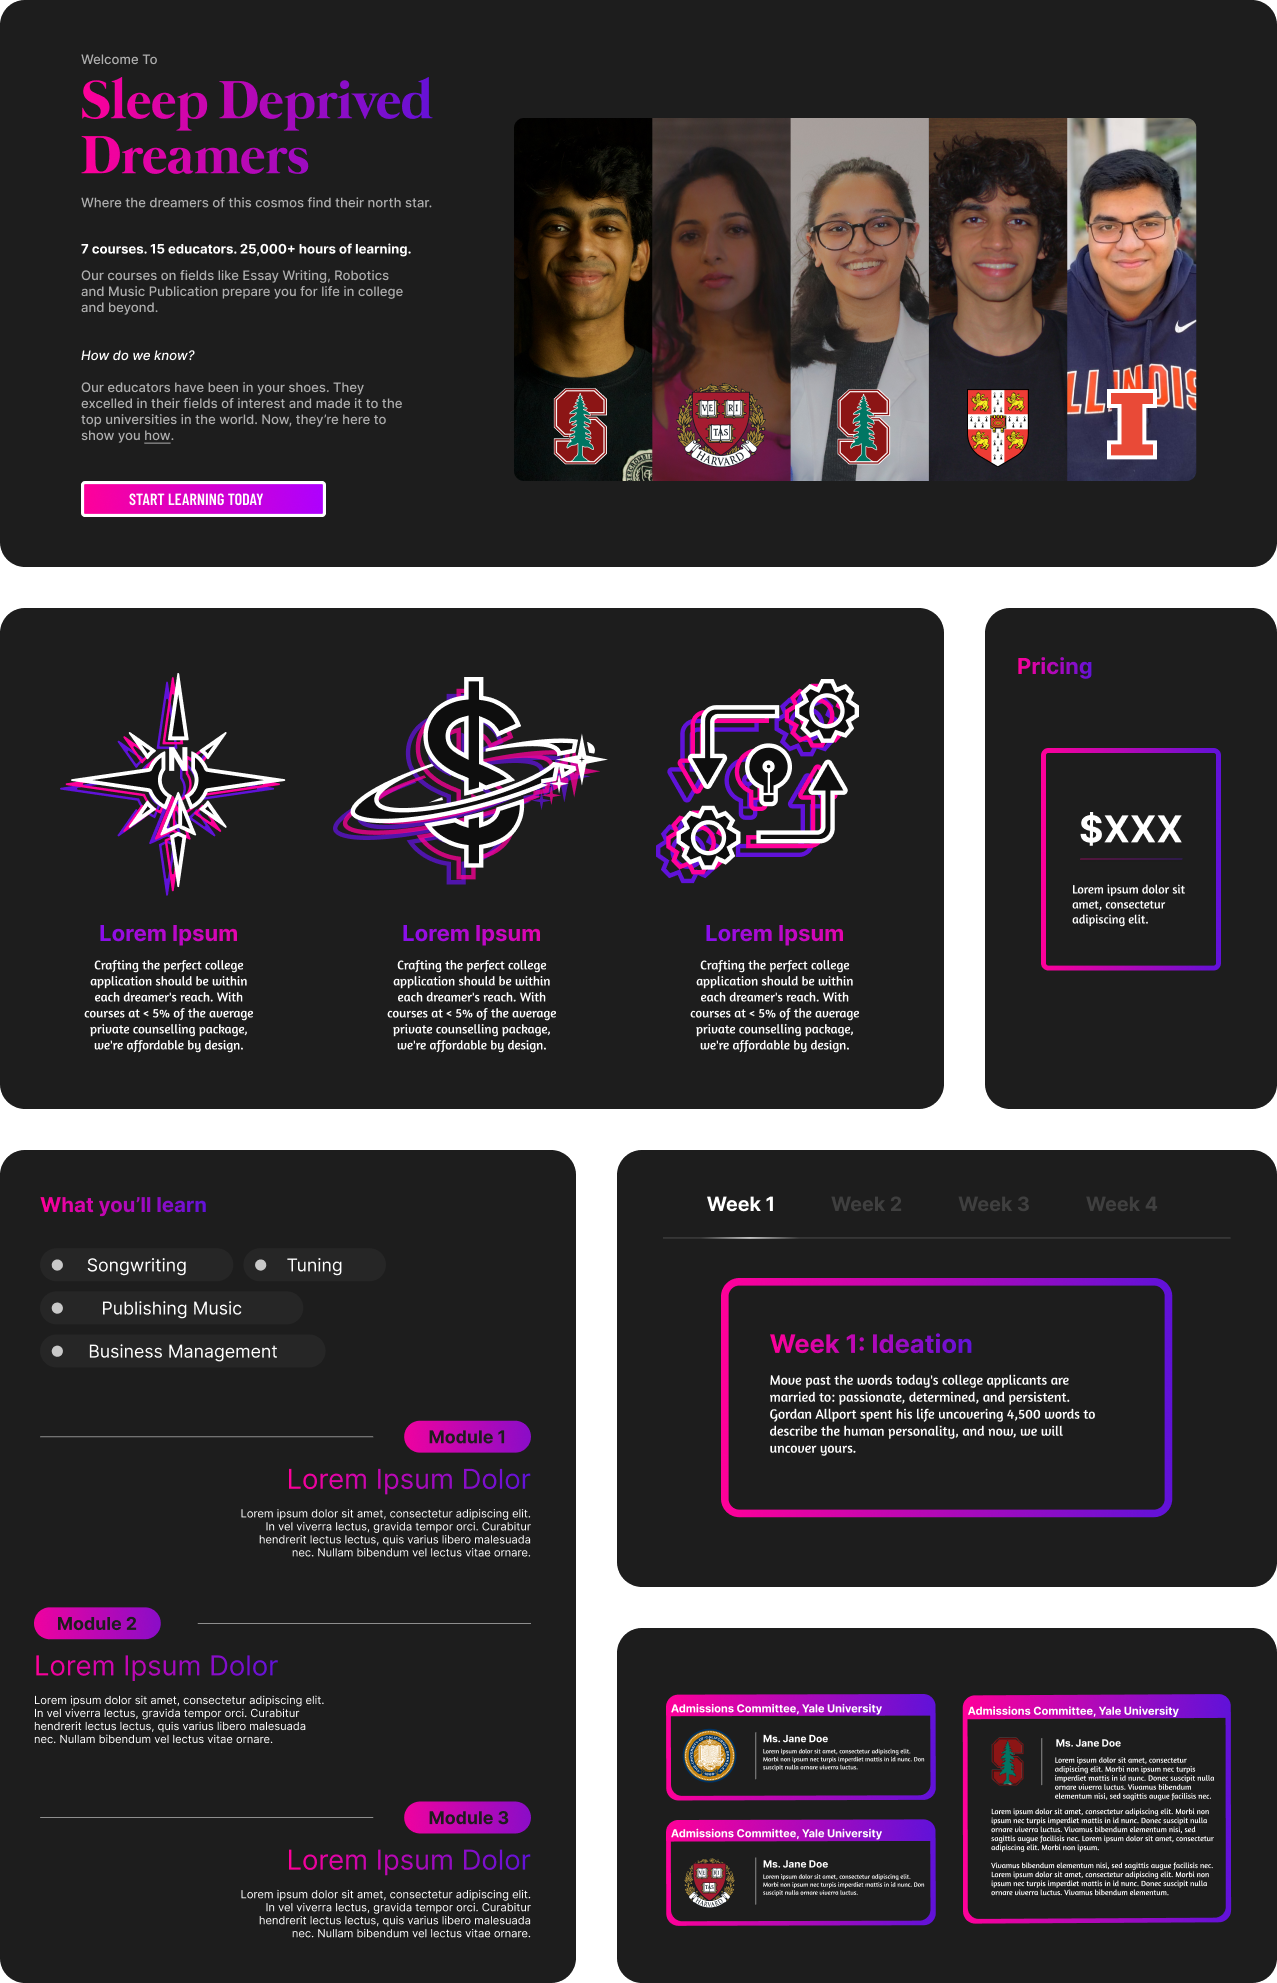 Welcome To
Sleep Deprived
Dreamers
Where the dreamers of this cosmos find their north star.
7 courses. 15 educators. 25,000+ hours of learning.
Our courses on fields like Essay Writing, Robotics
and Music Publication prepare you for life in college
and beyond.
How do we know?
Our educators have been in your shoes. They
excelled in their fields of interest and made it to the
top universities in the world. Now, they're here to
show you how.
START LEARNING TODAY
VE RI
TAS
HARVARD
ILLINOIS
N
Lorem Ipsum
Crafting the perfect college
application should be within
each dreamer's reach. With
courses at < 5% of the average
private counselling package,
we're affordable by design.
Lorem Ipsum
Crafting the perfect college
application should be within
each dreamer's reach. With
courses at < 5% of the average
private counselling package,
we're affordable by design.
Lorem Ipsum
Crafting the perfect college
application should be within
each dreamer's reach. With
courses at < 5% of the average
private counselling package,
we're affordable by design.
Pricing
$XXX
Lorem ipsum dolor sit
amet, consectetur
adipiscing elit.
What you'll learn
Songwriting
Tuning
Publishing Music
Business Management
Module 1
Lorem Ipsum Dolor
Lorem ipsum dolor sit amet, consectetur adipiscing elit.
In vel viverra lectus, gravida tempor orci. Curabitur
hendrerit lectus lectus, quis varius libero malesuada
nec. Nullam bibendum vel lectus vitae ornare.
Module 2
Lorem Ipsum Dolor
Lorem ipsum dolor sit amet, consectetur adipiscing elit.
In vel viverra lectus, gravida tempor orci. Curabitur
hendrerit lectus lectus, quis varius libero malesuada
nec. Nullam bibendum vel lectus vitae ornare.
Module 3
Lorem Ipsum Dolor
Lorem ipsum dolor sit amet, consectetur adipiscing elit.
In vel viverra lectus, gravida tempor orci. Curabitur
hendrerit lectus lectus, quis varius libero malesuada
nec. Nullam bibendum vel lectus vitae ornare.
Week 1
Week 2
Week 3
Week 4
Week 1: Ideation
Move past the words today's college applicants are
married to: passionate, determined, and persistent.
Gordan Allport spent his life uncovering 4,500 words to
describe the human personality, and now, we will
uncover yours.
Admissions Committee, Yale University
Ms. Jane Doe
Lorem ipsum dolor sit amet, consectetur adipiscing elit.
Morbi non ipsum nec turpis imperdiet mattis in id nunc. Don
suscipit nulla ornare viverra luctus.
Admissions Committee, Yale University
VE RI
TAS
HARVARD
Ms. Jane Doe
Lorem ipsum dolor sit amet, consectetur adipiscing elit.
Morbi non ipsum nec turpis imperdiet mattis in id nunc. Don
suscipit nulla ornare viverra luctus.
Admissions Committee, Yale University
Ms. Jane Doe
Lorem ipsum dolor sit amet, consectetur
adipiscing elit. Morbi non ipsum nec turpis
imperdiet mattis in id nunc. Donec suscipit nulla
ornare viverra luctus. Vivamus bibendum
elementum nisi, sed sagittis augue facilisis nec.
Lorem ipsum dolor sit amet, consectetur adipiscing elit. Morbi non
ipsum nec turpis imperdiet mattis in id nunc. Donec suscipit nulla
ornare viverra luctus. Vivamus bibendum elementum nisi, sed
sagittis augue facilisis nec. Lorem ipsum dolor sit amet, consectetur
adipiscing elit. Morbi non ipsum.
Vivamus bibendum elementum nisi, sed sagittis augue facilisis nec.
Lorem ipsum dolor sit amet, consectetur adipiscing elit. Morbi non
ipsum nec turpis imperdiet mattis in id nunc. Donec suscipit nulla
ornare viverra luctus. Vivamus bibendum elementum.